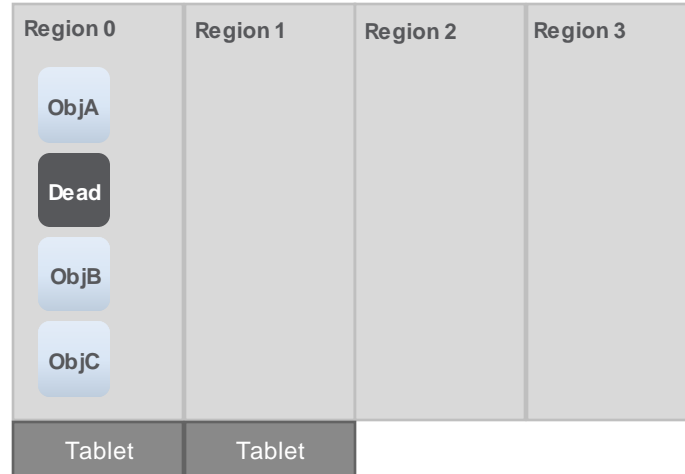 Region 0
Region 1
Region 2
Region 3
ObjA
Dead
ObjB
ObjC
Tablet
Tablet